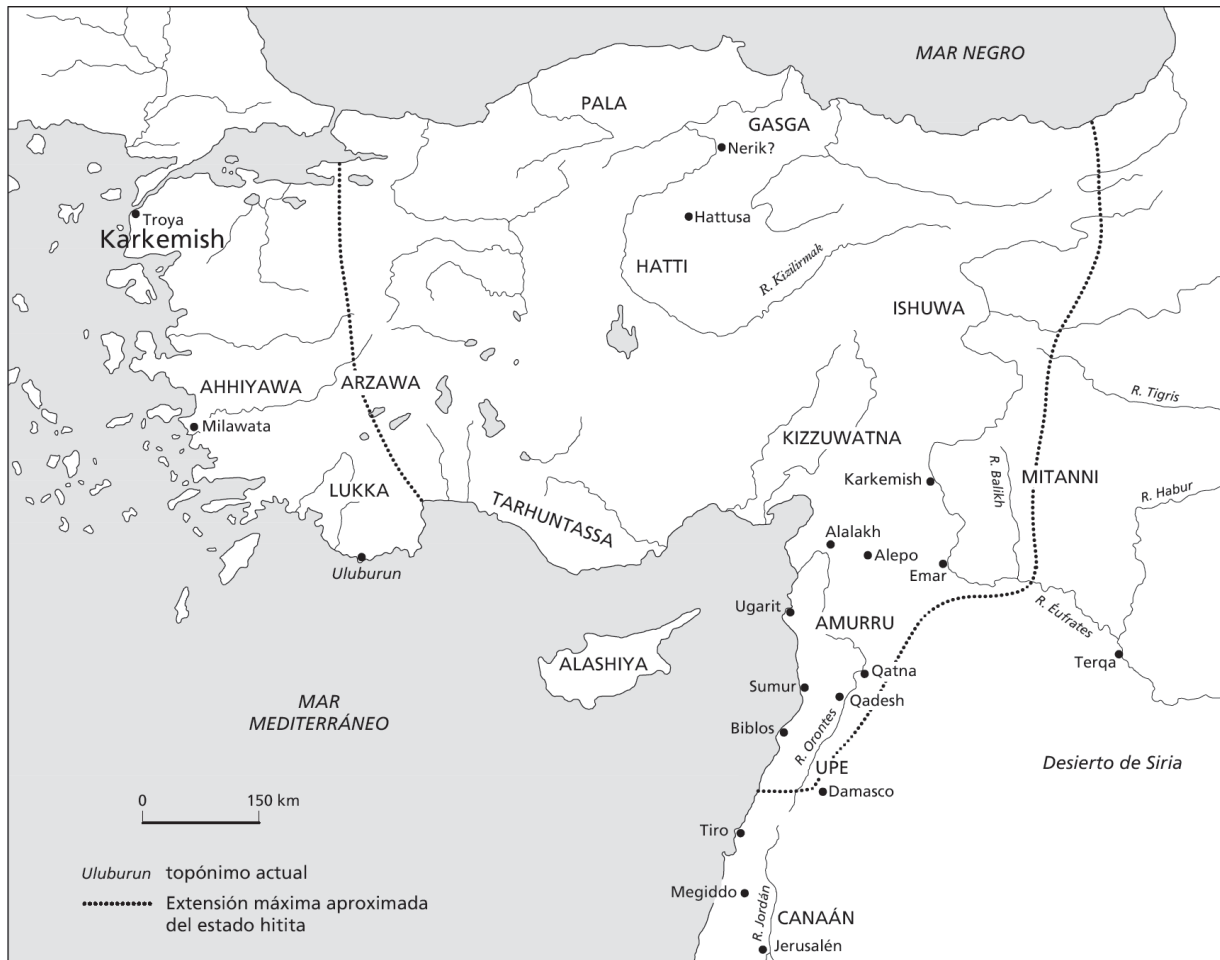 MAR NEGRO
PALA
GASGA
Nerik?
Troya
Hattusa
Karkemish
HATTI
R. Kizilirmak
ISHUWA
AHHIYAWA
ARZAWA
R. Tigris
Milawata
KIZZUWATNA
Karkemish
R. Balikh
MITANNI
R. Habur
LUKKA
TARHUNTASSA
Alalakh
Alepo
Emar
Uluburun
Ugarit
AMURRU
R. Éufrates
ALASHIYA
Terqa
Qatna
Sumur
Qadesh
MAR
MEDITERRÁNEO
Biblos
R. Orontes
UPE
Desierto de Siria
Damasco
0 150 km
Tiro
Uluburun topónimo actual
Megiddo
Extensión máxima aproximada
del estado hitita
R. Jordán
CANAÁN
Jerusalén